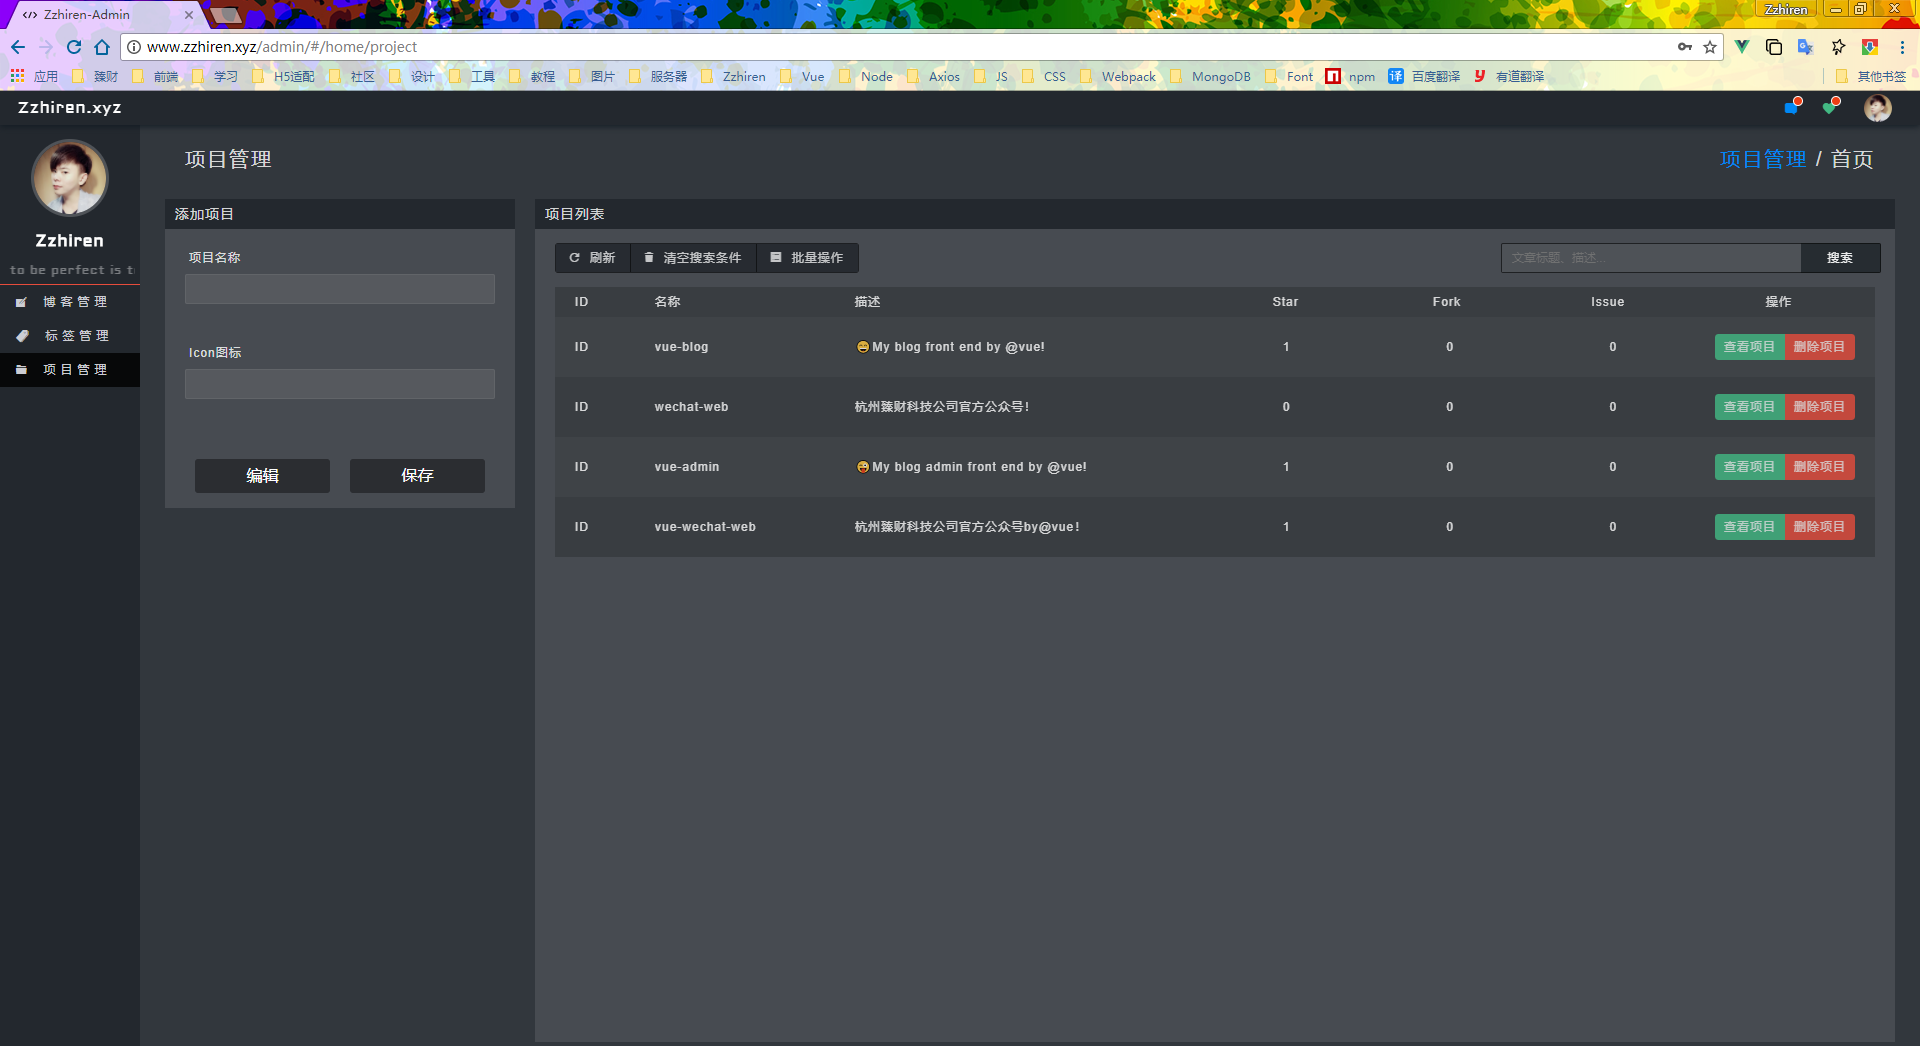 Zzhiren-Admin
Zzhiren
www.zzhiren.xyz/admin/#/home/project
应用 臻财 前端 学习 H5适配 社区 设计 工具 教程 图片 服务器 Zzhiren Vue Node Axios JS CSS Webpack MongoDB Font npm 译 百度翻译 y 有道翻译 其他书签
Zzhiren.xyz
Zzhiren
to be perfect is t
博客管理
标签管理
项目管理
项目管理
项目管理 / 首页
添加项目
项目名称
Icon图标
编辑 保存
项目列表
刷新 清空搜索条件 批量操作
文章标题、描述... 搜索
ID 名称 描述 Star Fork Issue 操作
ID vue-blog 😄My blog front end by @vue! 1 0 0 查看项目 删除项目
ID wechat-web 杭州臻财科技公司官方公众号! 0 0 0 查看项目 删除项目
ID vue-admin 😜My blog admin front end by @vue! 1 0 0 查看项目 删除项目
ID vue-wechat-web 杭州臻财科技公司官方公众号by@vue! 1 0 0 查看项目 删除项目